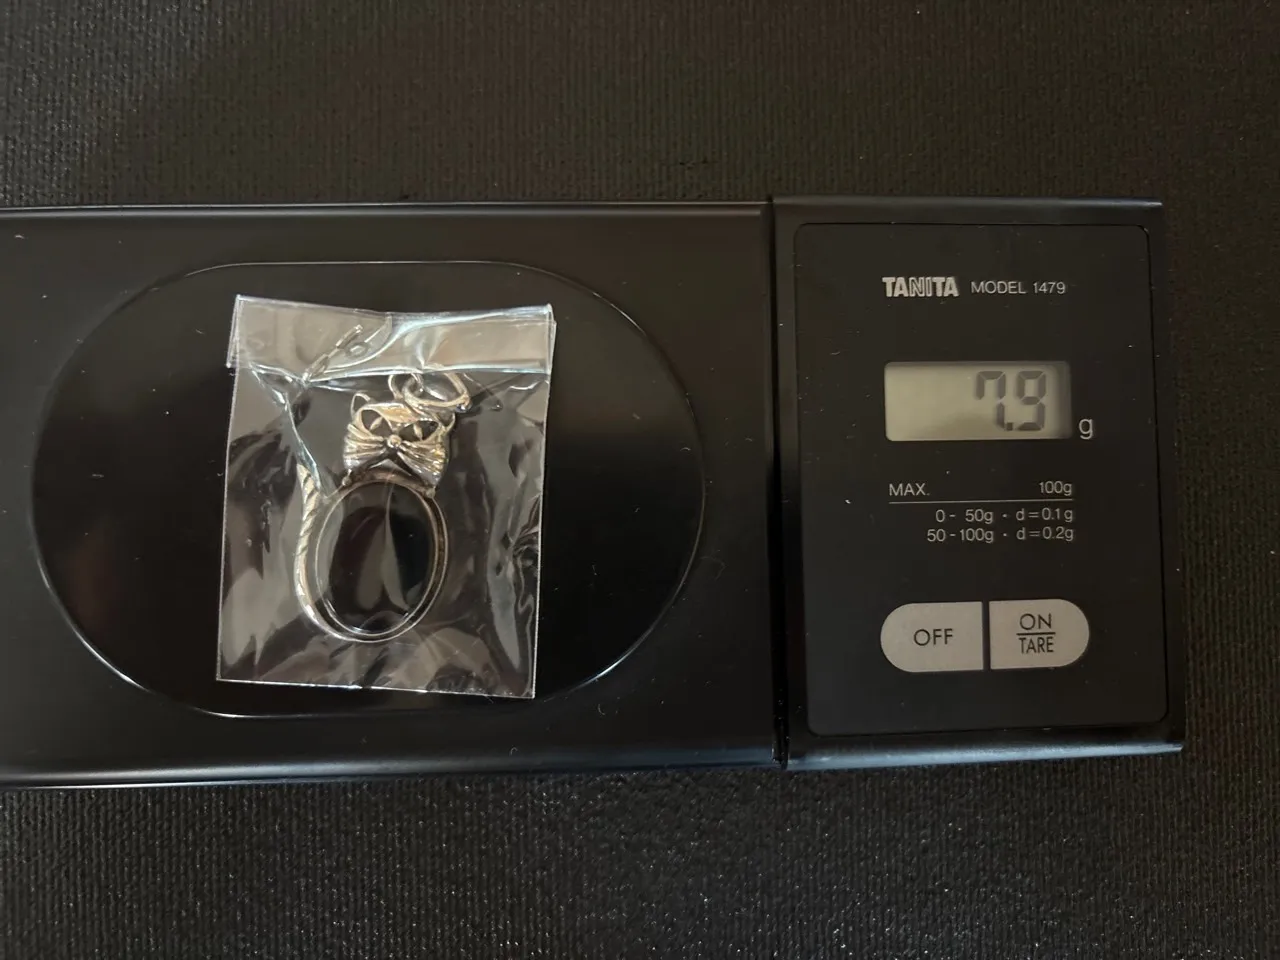 TANITA MODEL 1479
7.9 g
MAX. 100g
0 - 50g · d=0.1g
50-100g · d=0.2g
OFF
ON
TARE